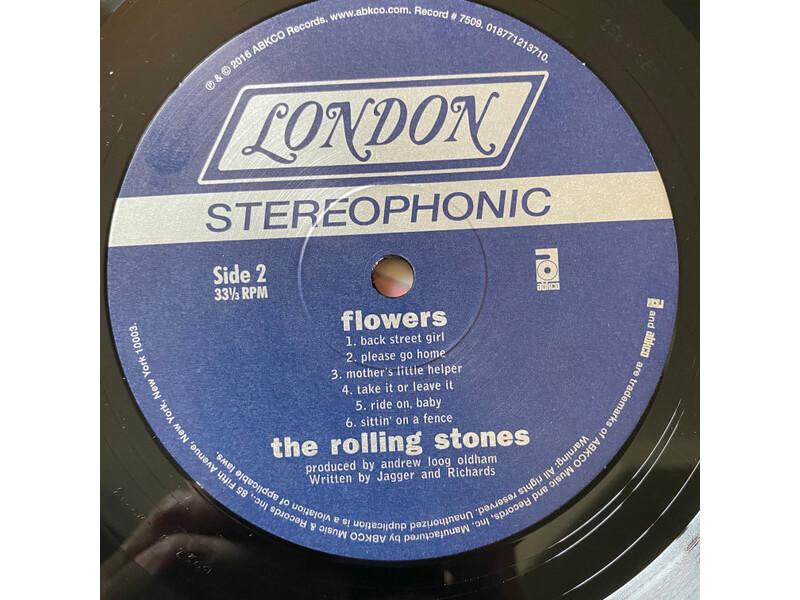 ℗ & © 2016 ABKCO Records. www.abkco.com. Record # 7509. 018771213710.
LONDON
STEREOPHONIC
Side 2
33⅓ RPM
abkco
flowers
1. back street girl
2. please go home
3. mother's little helper
4. take it or leave it
5. ride on, baby
6. sittin' on a fence
the rolling stones
produced by andrew loog oldham
Written by Jagger and Richards
and abkco are trademarks of ABKCO Music and Records, Inc. Manufactured by ABKCO Music & Records Inc., 85 Fifth Avenue, New York, New York 10003.
Warning: All rights reserved. Unauthorized duplication is a violation of applicable laws.